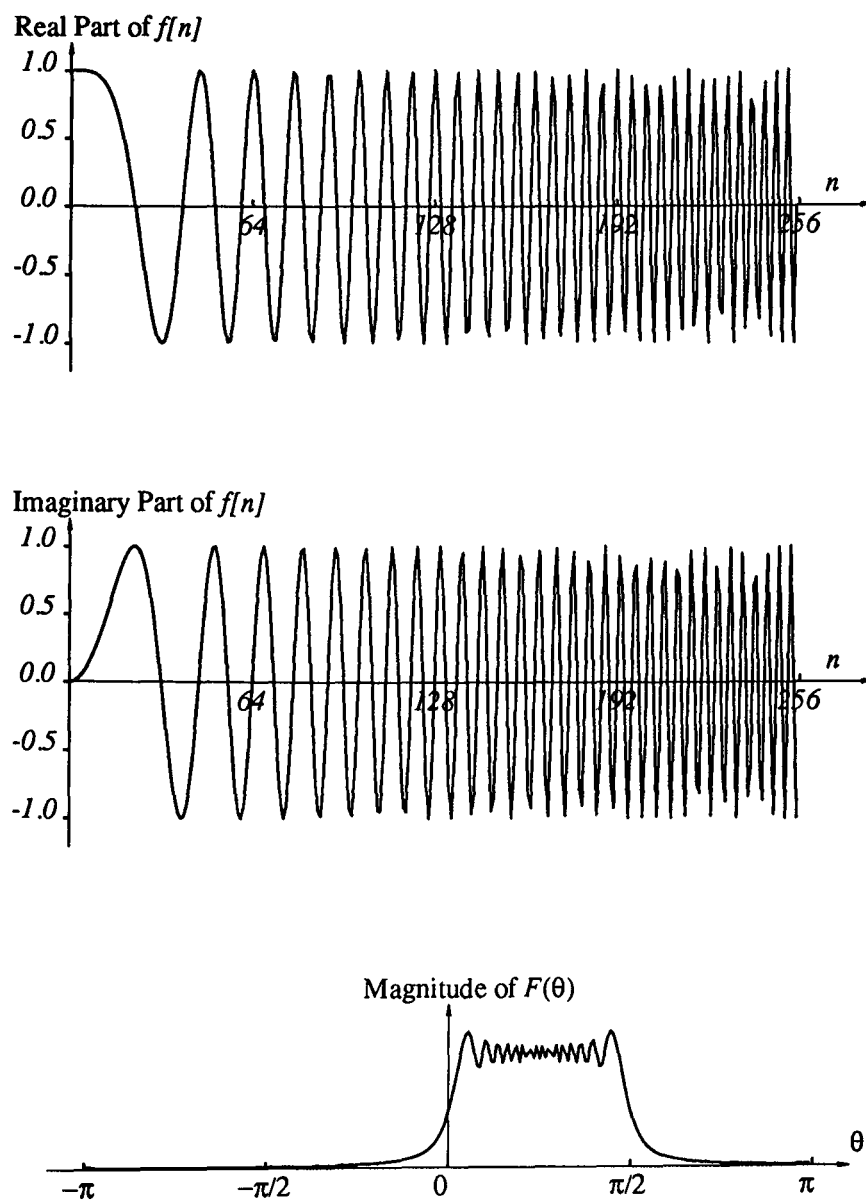 Real Part of f[n]
1.0
0.5
0.0
-0.5
-1.0
n
64 128 192 256
Imaginary Part of f[n]
1.0
0.5
0.0
-0.5
-1.0
n
64 128 192 256
Magnitude of F(θ)
θ
−π −π/2 0 π/2 π